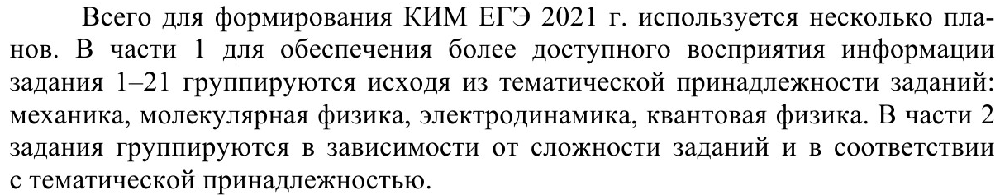 Всего для формирования КИМ ЕГЭ 2021 г. используется несколько пла-
нов. В части 1 для обеспечения более доступного восприятия информации
задания 1–21 группируются исходя из тематической принадлежности заданий:
механика, молекулярная физика, электродинамика, квантовая физика. В части 2
задания группируются в зависимости от сложности заданий и в соответствии
с тематической принадлежностью.